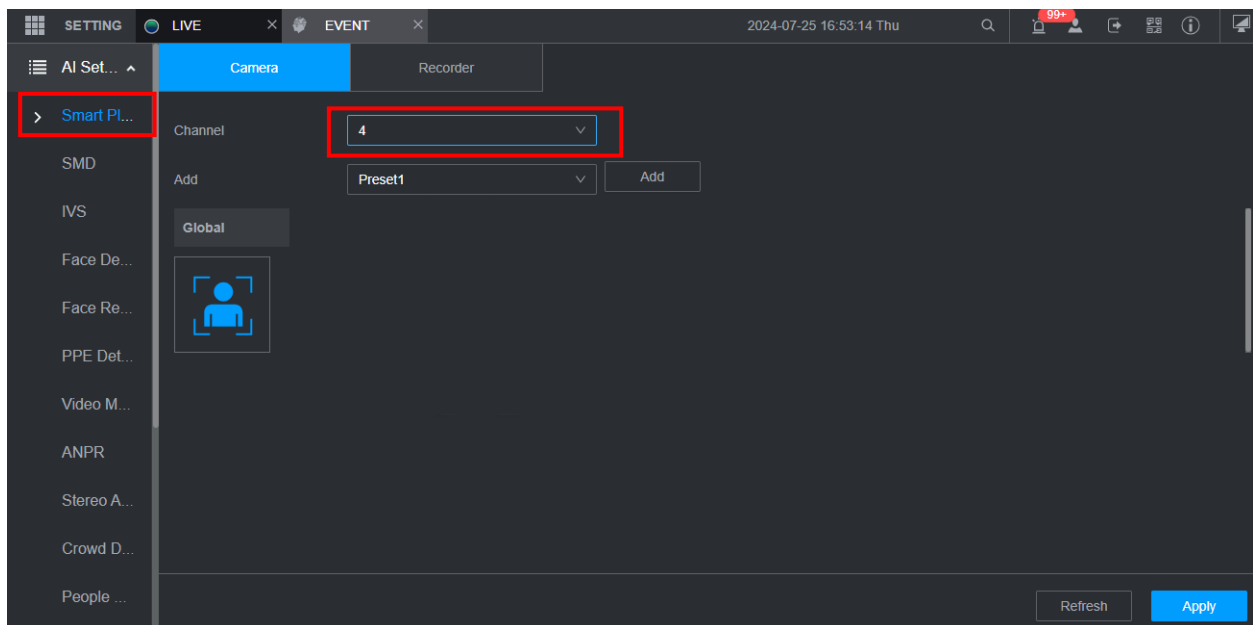 SETTING LIVE EVENT 2024-07-25 16:53:14 Thu 99+
AI Set...
Camera Recorder
Smart Pl...
Channel 4
SMD
Add Preset1 Add
IVS
Global
Face De...
Face Re...
PPE Det...
Video M...
ANPR
Stereo A...
Crowd D...
People ...
Refresh Apply